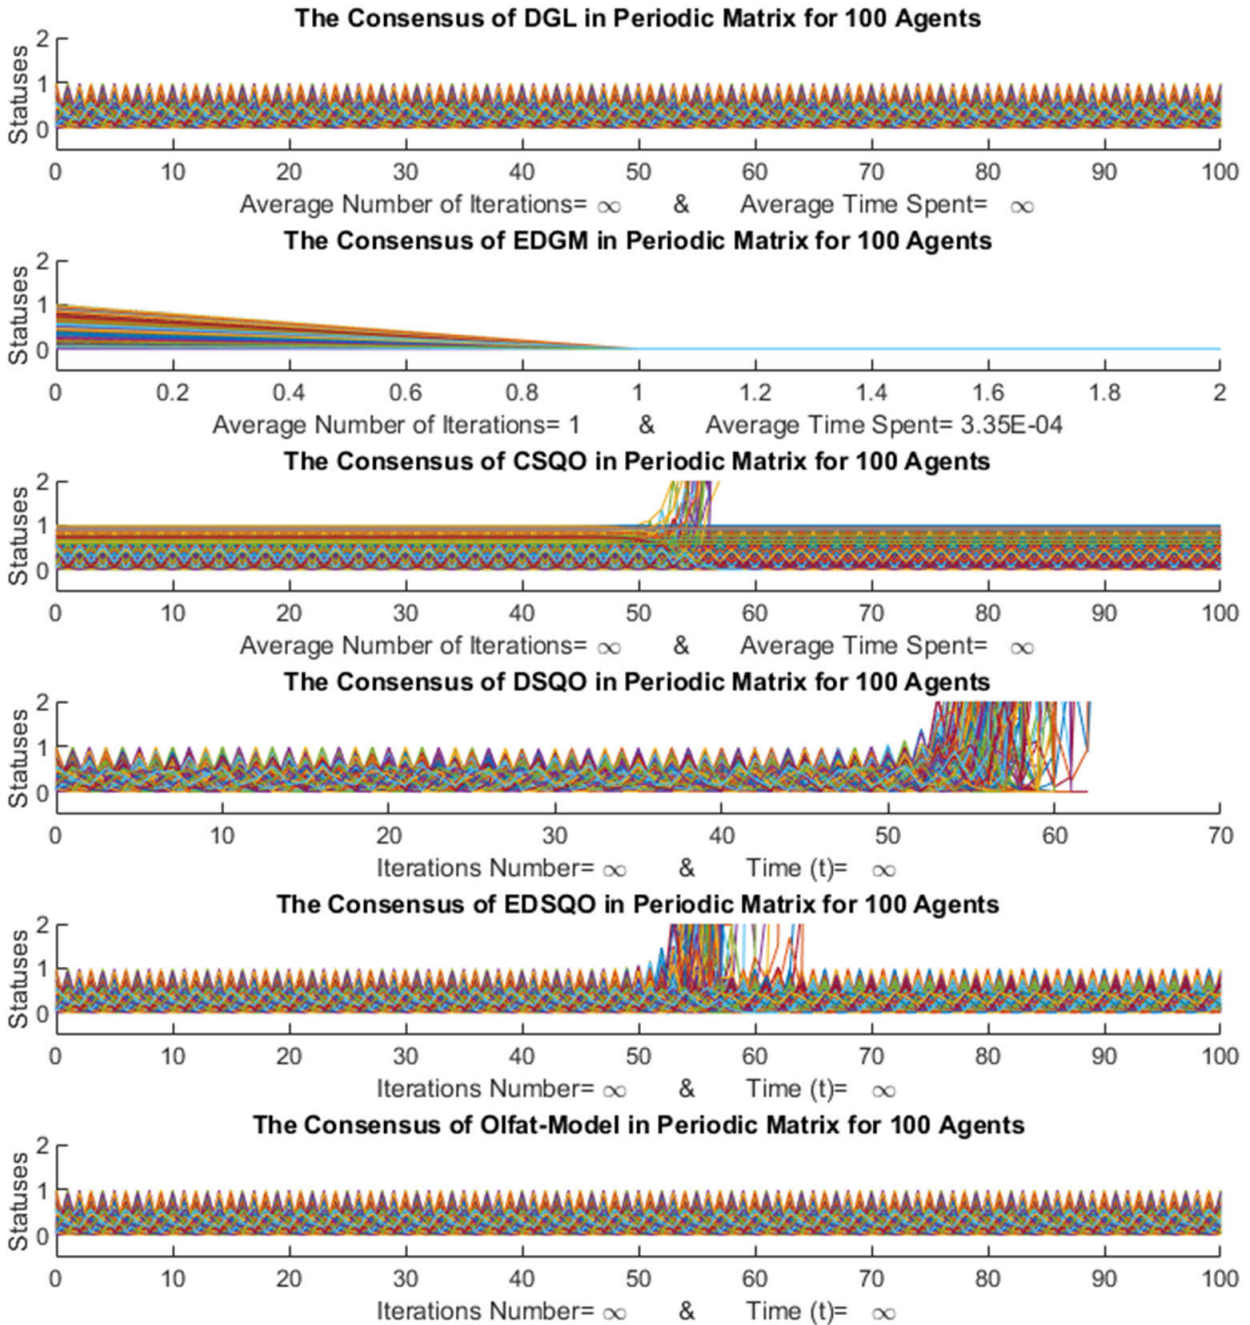 The Consensus of DGL in Periodic Matrix for 100 Agents
2
1
0
Statuses
0 10 20 30 40 50 60 70 80 90 100
Average Number of Iterations= ∞ & Average Time Spent= ∞
The Consensus of EDGM in Periodic Matrix for 100 Agents
2
1
0
Statuses
0 0.2 0.4 0.6 0.8 1 1.2 1.4 1.6 1.8 2
Average Number of Iterations= 1 & Average Time Spent= 3.35E-04
The Consensus of CSQO in Periodic Matrix for 100 Agents
2
1
0
Statuses
0 10 20 30 40 50 60 70 80 90 100
Average Number of Iterations= ∞ & Average Time Spent= ∞
The Consensus of DSQO in Periodic Matrix for 100 Agents
2
1
0
Statuses
0 10 20 30 40 50 60 70
Iterations Number= ∞ & Time (t)= ∞
The Consensus of EDSQO in Periodic Matrix for 100 Agents
2
1
0
Statuses
0 10 20 30 40 50 60 70 80 90 100
Iterations Number= ∞ & Time (t)= ∞
The Consensus of Olfat-Model in Periodic Matrix for 100 Agents
2
1
0
Statuses
0 10 20 30 40 50 60 70 80 90 100
Iterations Number= ∞ & Time (t)= ∞